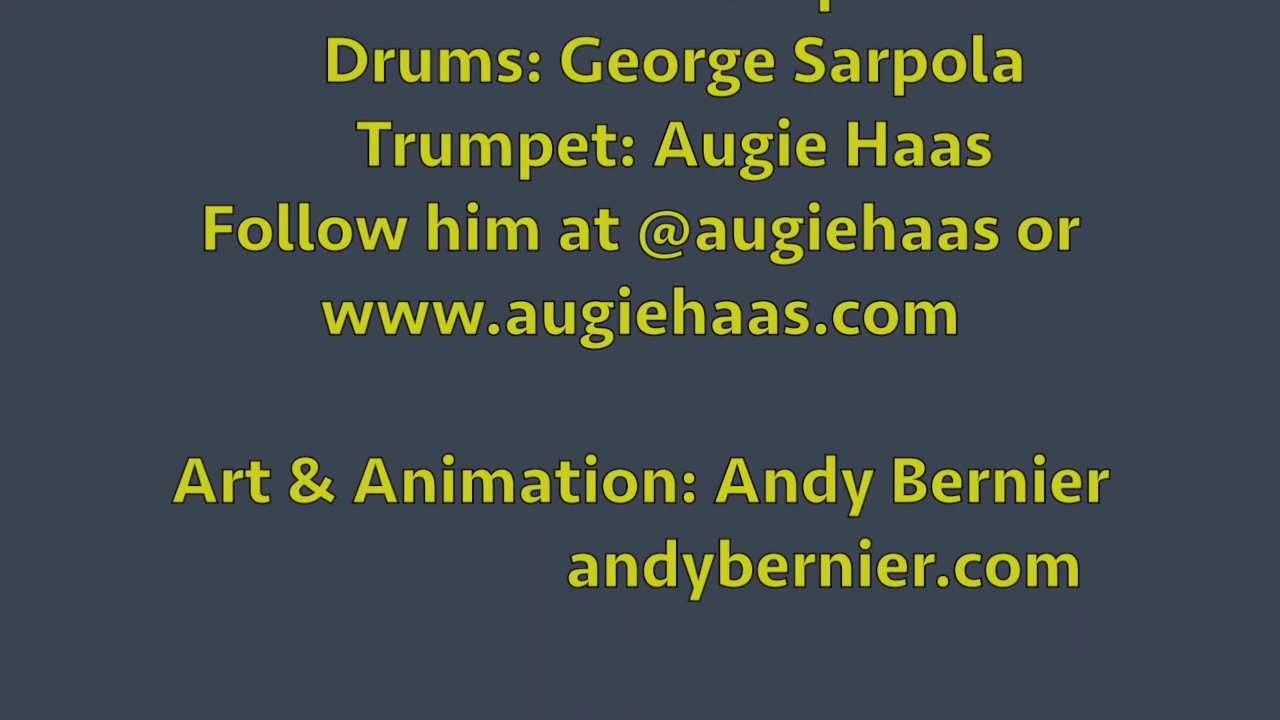 Drums: George Sarpola
Trumpet: Augie Haas
Follow him at @augiehaas or
www.augiehaas.com
Art & Animation: Andy Bernier
andybernier.com